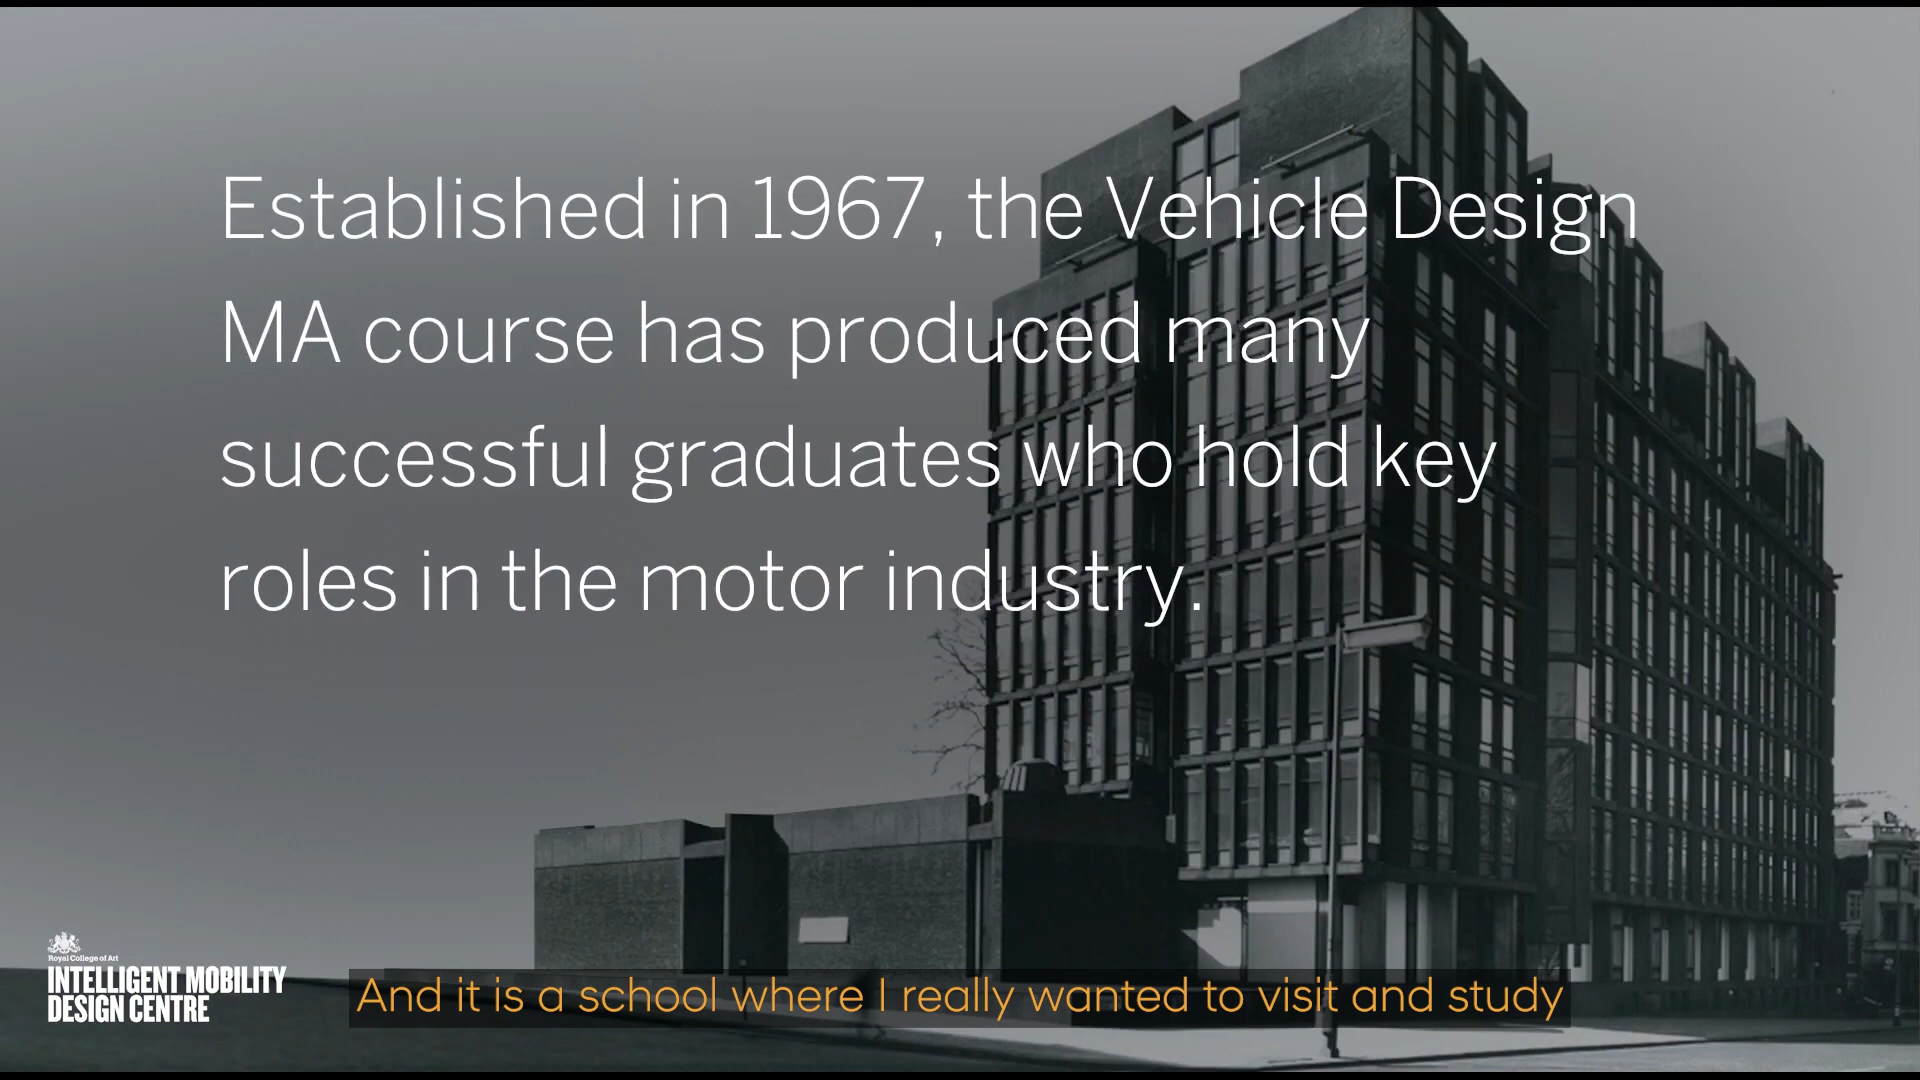 Established in 1967, the Vehicle Design
MA course has produced many
successful graduates who hold key
roles in the motor industry.
Royal College of Art
INTELLIGENT MOBILITY
DESIGN CENTRE
And it is a school where I really wanted to visit and study